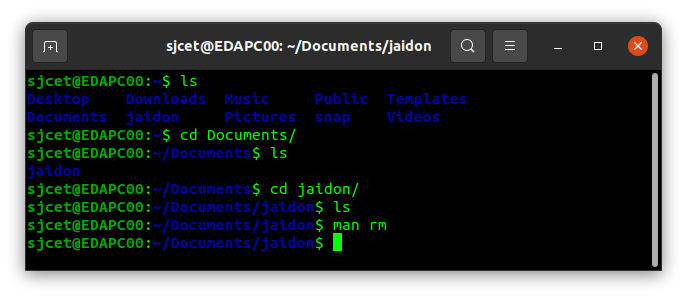 sjcet@EDAPC00: ~/Documents/jaidon
sjcet@EDAPC00:~$ ls
Desktop    Downloads  Music     Public  Templates
Documents  jaidon     Pictures  snap    Videos
sjcet@EDAPC00:~$ cd Documents/
sjcet@EDAPC00:~/Documents$ ls
jaidon
sjcet@EDAPC00:~/Documents$ cd jaidon/
sjcet@EDAPC00:~/Documents/jaidon$ ls
sjcet@EDAPC00:~/Documents/jaidon$ man rm
sjcet@EDAPC00:~/Documents/jaidon$